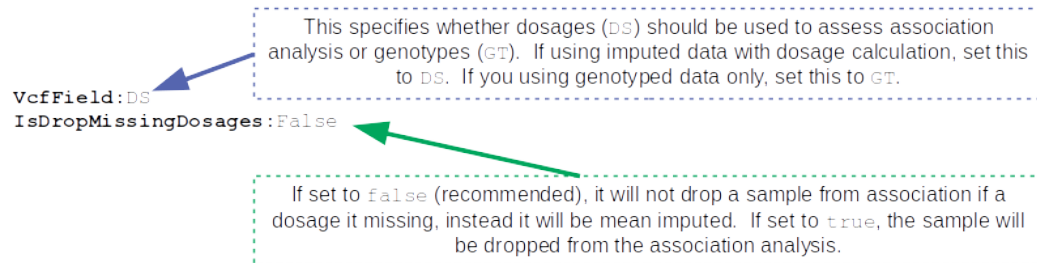 This specifies whether dosages (DS) should be used to assess association
analysis or genotypes (GT). If using imputed data with dosage calculation, set this
to DS. If you using genotyped data only, set this to GT.
VcfField:DS
IsDropMissingDosages:False
If set to false (recommended), it will not drop a sample from association if a
dosage it missing, instead it will be mean imputed. If set to true, the sample will
be dropped from the association analysis.